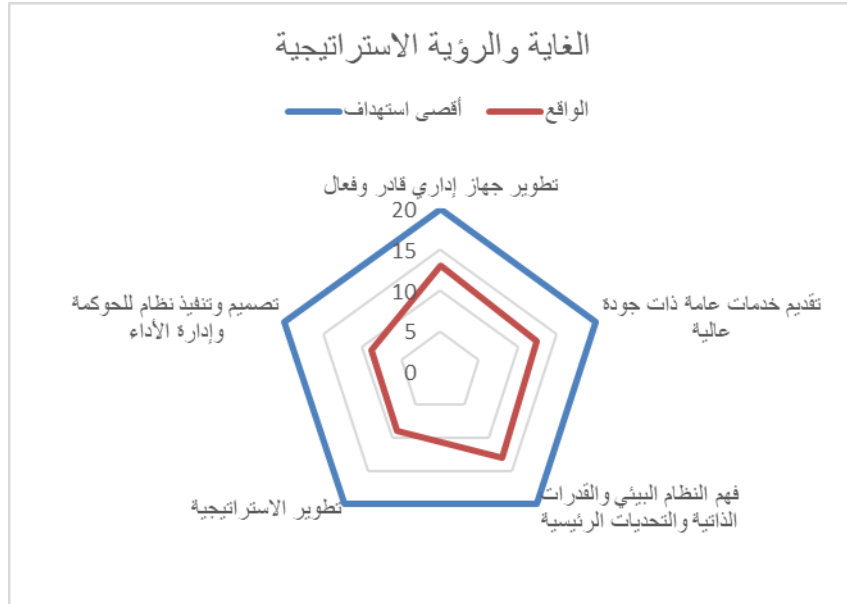 الغاية والرؤية الاستراتيجية
الواقع
أقصى استهداف
تطوير جهاز إداري قادر وفعال
20
15
10
5
0
تقديم خدمات عامة ذات جودة
عالية
فهم النظام البيئي والقدرات
الذاتية والتحديات الرئيسية
تطوير الاستراتيجية
تصميم وتنفيذ نظام للحوكمة
وإدارة الأداء